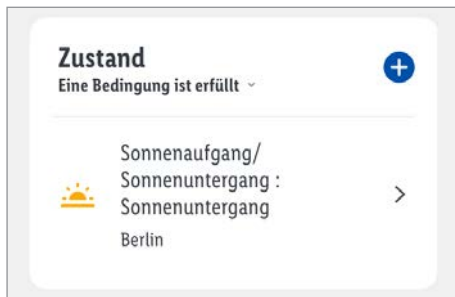 Zustand
Eine Bedingung ist erfüllt
Sonnenaufgang/
Sonnenuntergang :
Sonnenuntergang
Berlin